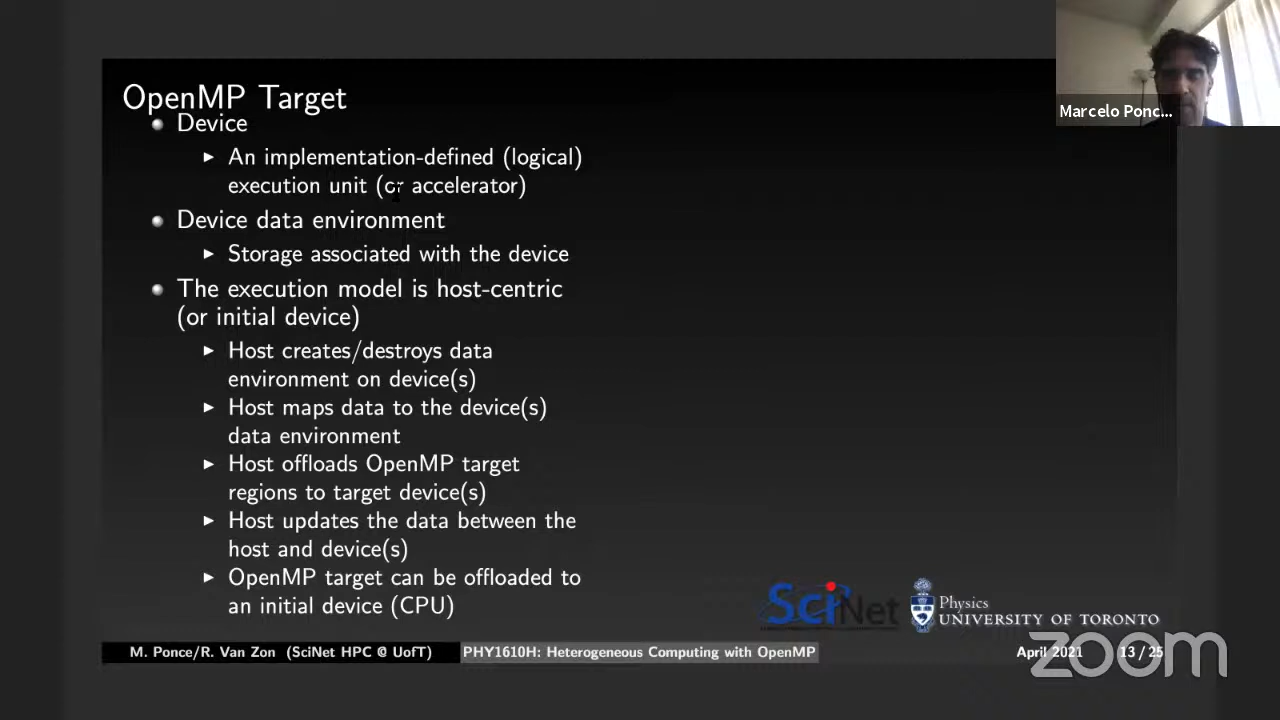 Marcelo Ponc...
OpenMP Target
Device
An implementation-defined (logical)
execution unit (or accelerator)
Device data environment
Storage associated with the device
The execution model is host-centric
(or initial device)
Host creates/destroys data
environment on device(s)
Host maps data to the device(s)
data environment
Host offloads OpenMP target
regions to target device(s)
Host updates the data between the
host and device(s)
OpenMP target can be offloaded to
an initial device (CPU)
SciNet
Physics
UNIVERSITY OF TORONTO
M. Ponce/R. Van Zon (SciNet HPC @ UofT) PHY1610H: Heterogeneous Computing with OpenMP April 2021 13 / 25
zoom